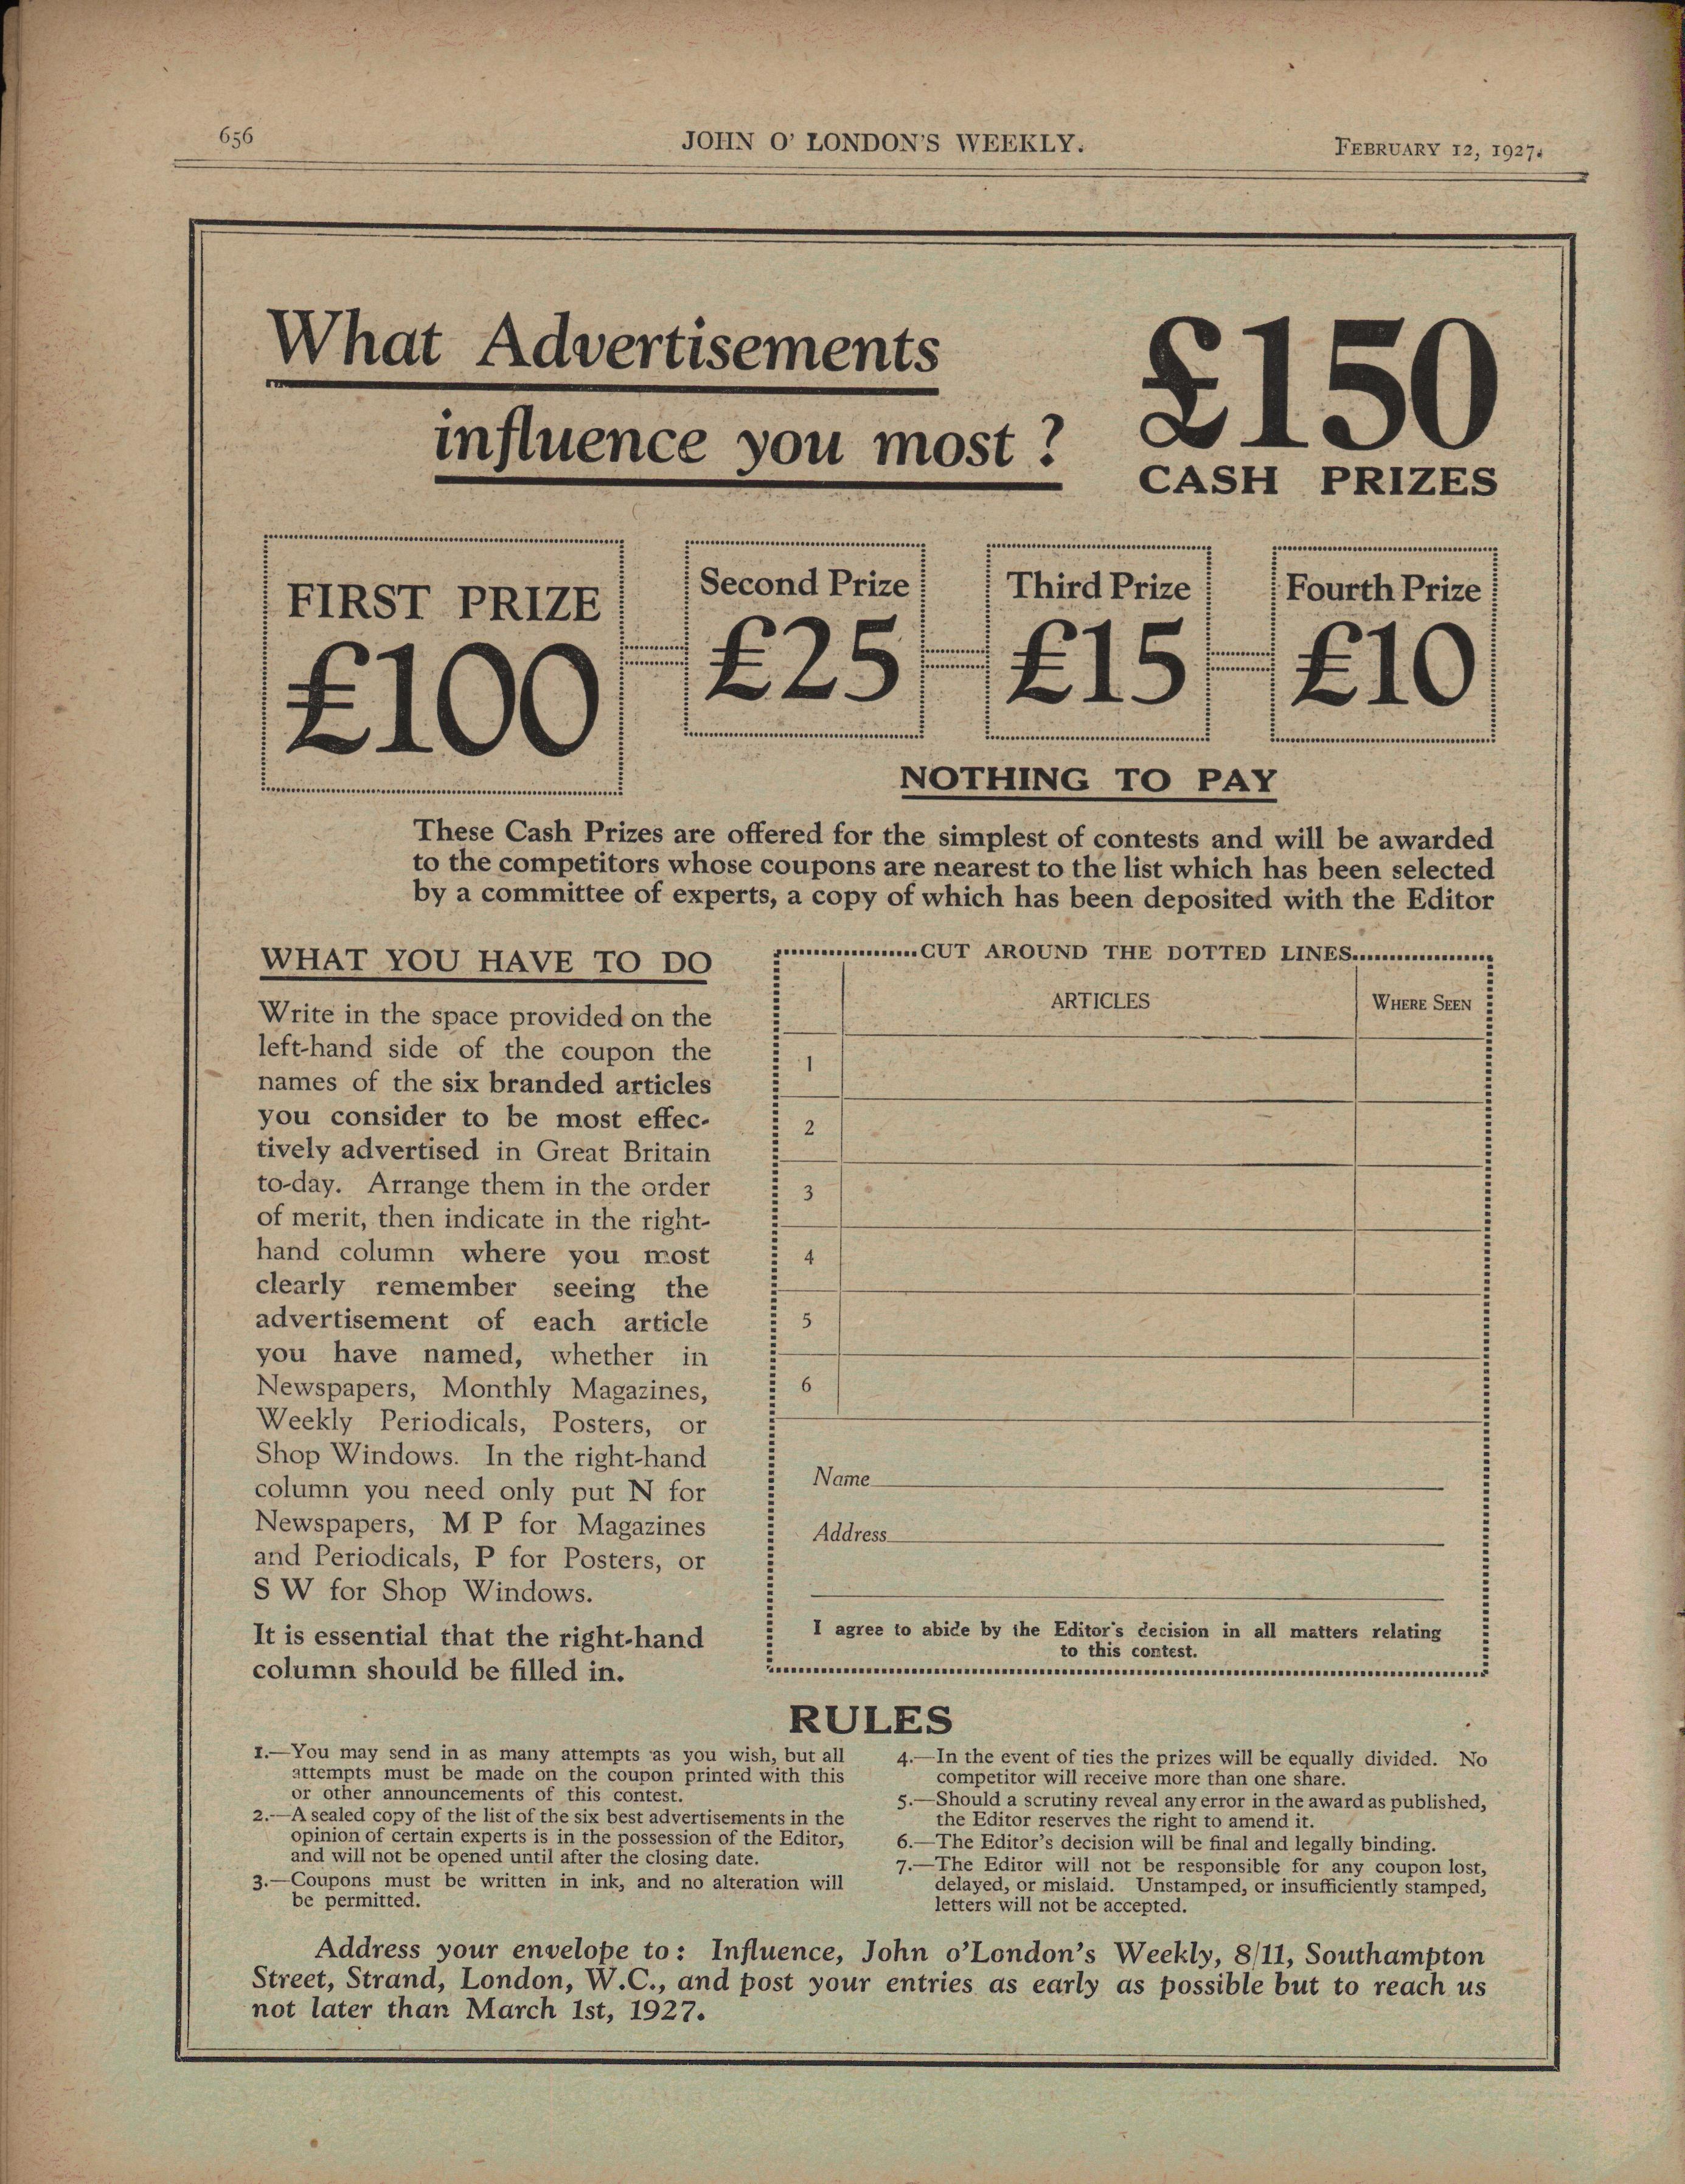 656
JOHN O' LONDON'S WEEKLY.
FEBRUARY 12, 1927.
What Advertisements
influence you most ?
£150
CASH PRIZES
FIRST PRIZE
£100
Second Prize
£25
Third Prize
£15
Fourth Prize
£10
NOTHING TO PAY
These Cash Prizes are offered for the simplest of contests and will be awarded
to the competitors whose coupons are nearest to the list which has been selected
by a committee of experts, a copy of which has been deposited with the Editor
WHAT YOU HAVE TO DO
Write in the space provided on the
left-hand side of the coupon the
names of the six branded articles
you consider to be most effec-
tively advertised in Great Britain
to-day. Arrange them in the order
of merit, then indicate in the right-
hand column where you most
clearly remember seeing the
advertisement of each article
you have named, whether in
Newspapers, Monthly Magazines,
Weekly Periodicals, Posters, or
Shop Windows. In the right-hand
column you need only put N for
Newspapers, M P for Magazines
and Periodicals, P for Posters, or
S W for Shop Windows.
It is essential that the right-hand
column should be filled in.
CUT AROUND THE DOTTED LINES
ARTICLES
WHERE SEEN
1
2
3
4
5
6
Name
Address
I agree to abide by the Editor's decision in all matters relating
to this contest.
RULES
1.—You may send in as many attempts as you wish, but all
attempts must be made on the coupon printed with this
or other announcements of this contest.
2.—A sealed copy of the list of the six best advertisements in the
opinion of certain experts is in the possession of the Editor,
and will not be opened until after the closing date.
3.—Coupons must be written in ink, and no alteration will
be permitted.
4.—In the event of ties the prizes will be equally divided. No
competitor will receive more than one share.
5.—Should a scrutiny reveal any error in the award as published,
the Editor reserves the right to amend it.
6.—The Editor's decision will be final and legally binding.
7.—The Editor will not be responsible for any coupon lost,
delayed, or mislaid. Unstamped, or insufficiently stamped,
letters will not be accepted.
Address your envelope to: Influence, John o'London's Weekly, 8/11, Southampton
Street, Strand, London, W.C., and post your entries as early as possible but to reach us
not later than March 1st, 1927.